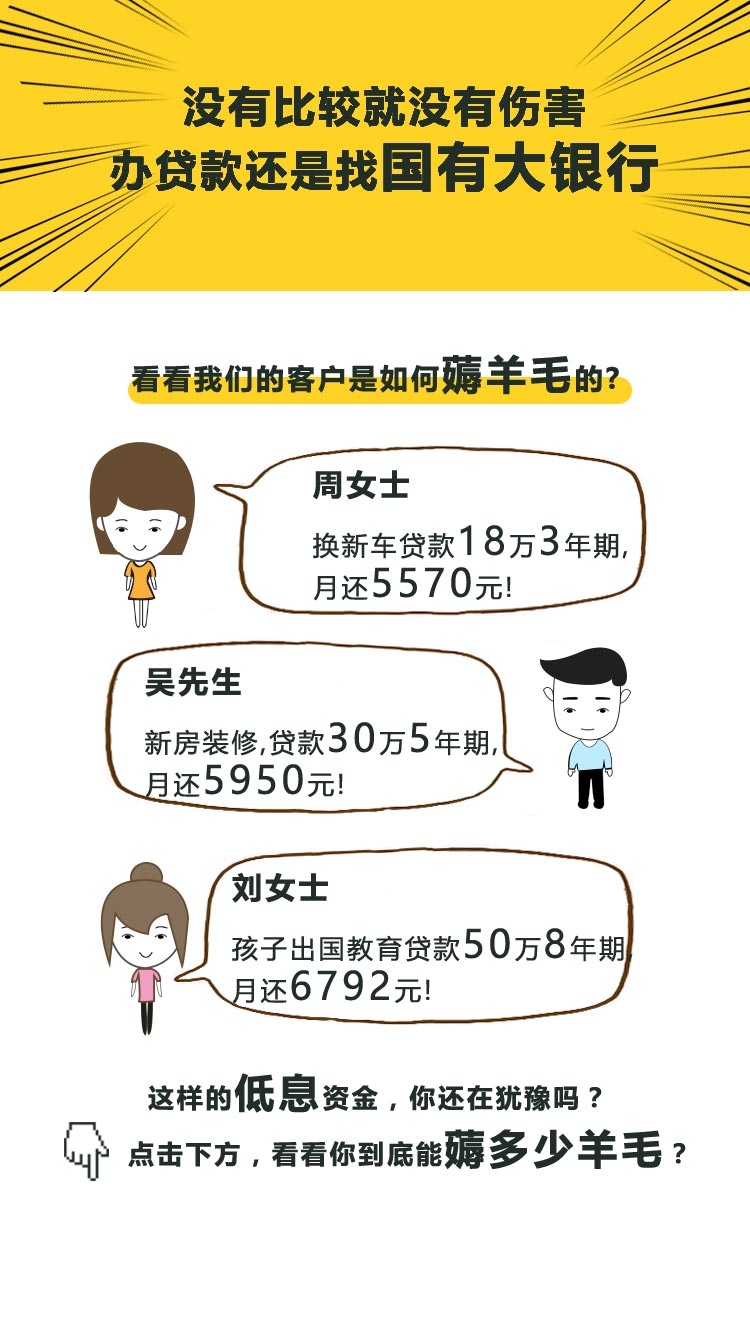 没有比较就没有伤害
办贷款还是找国有大银行
看看我们的客户是如何薅羊毛的?
周女士
换新车贷款18万3年期,
月还5570元!
吴先生
新房装修,贷款30万5年期,
月还5950元!
刘女士
孩子出国教育贷款50万8年期,
月还6792元!
这样的低息资金，你还在犹豫吗？
点击下方，看看你到底能薅多少羊毛？